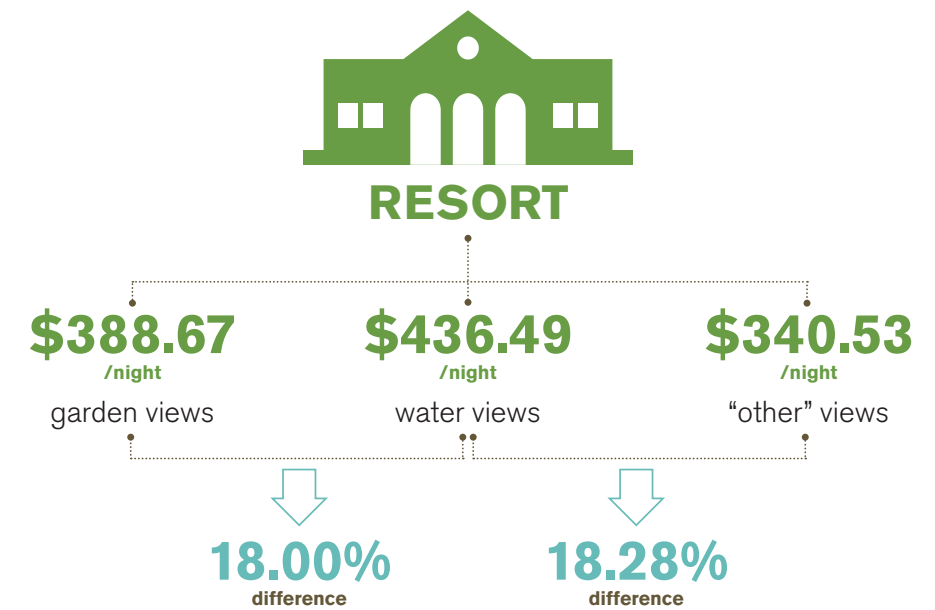 RESORT
$388.67 $436.49 $340.53
/night /night /night
garden views water views “other” views
18.00% 18.28%
difference difference